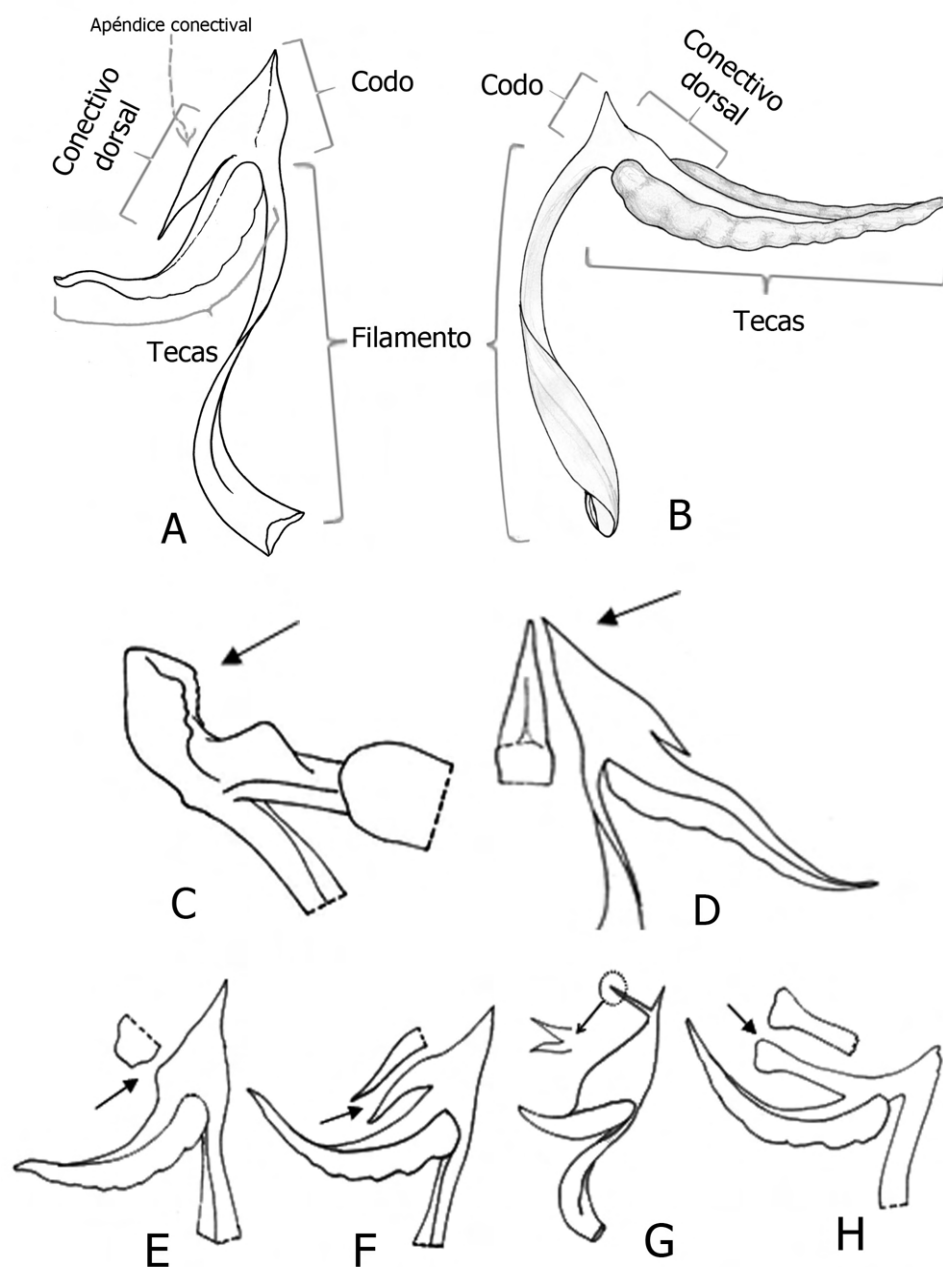 Apéndice conectival
Conectivo
dorsal
Codo
Tecas
Filamento
A
Codo
Conectivo
dorsal
Tecas
B
C
D
E
F
G
H